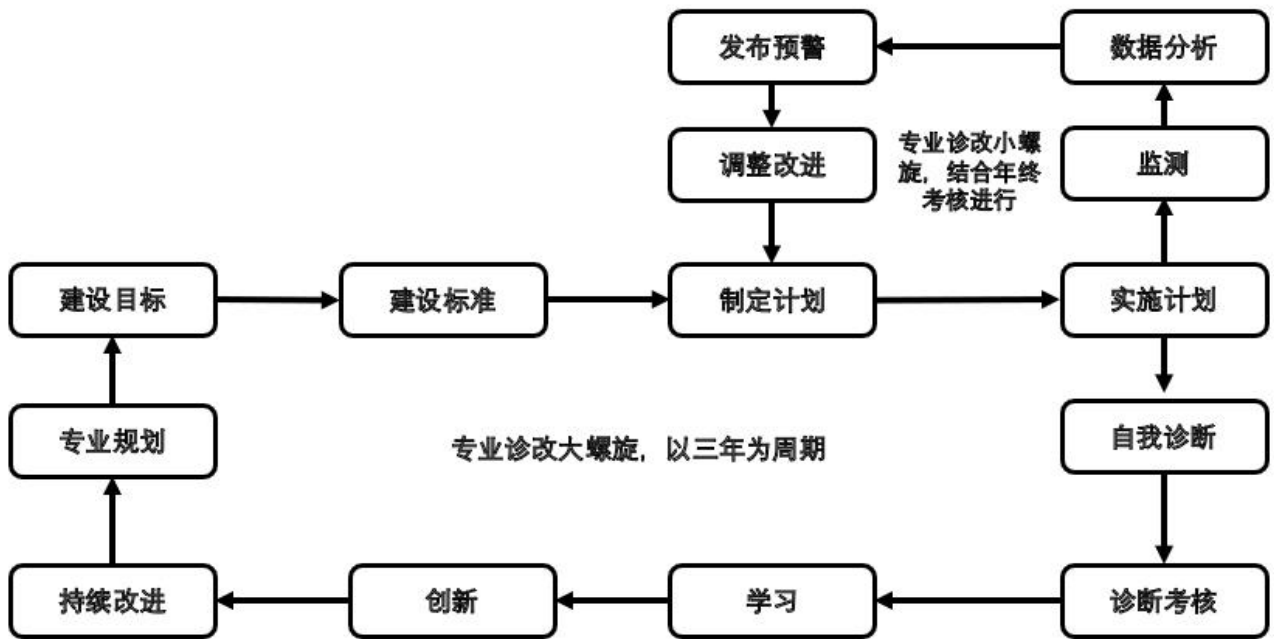 发布预警
数据分析
调整改进
专业诊改小螺
旋，结合年终
考核进行
监测
建设目标
建设标准
制定计划
实施计划
专业规划
专业诊改大螺旋，以三年为周期
自我诊断
持续改进
创新
学习
诊断考核